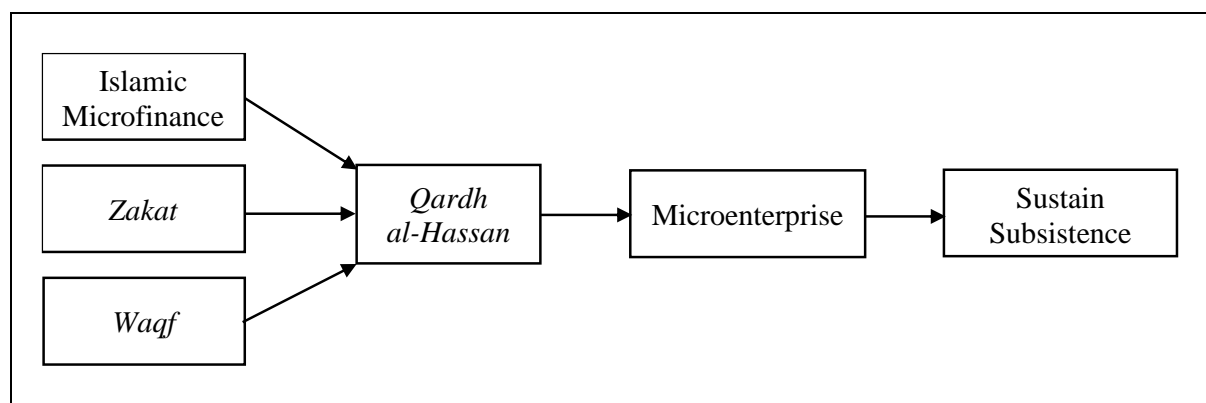 Islamic
Microfinance
Zakat
Waqf
Qardh
al-Hassan
Microenterprise
Sustain
Subsistence